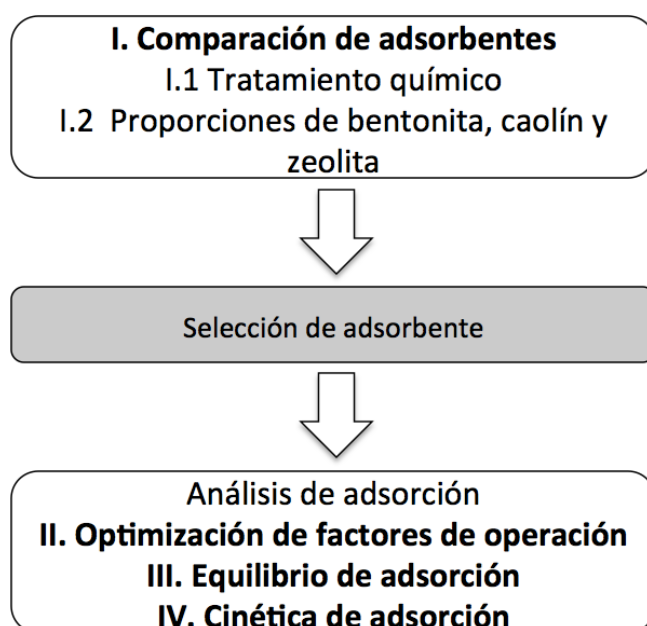 I. Comparación de adsorbentes
I.1 Tratamiento químico
I.2 Proporciones de bentonita, caolín y
zeolita
Selección de adsorbente
Análisis de adsorción
II. Optimización de factores de operación
III. Equilibrio de adsorción
IV. Cinética de adsorción